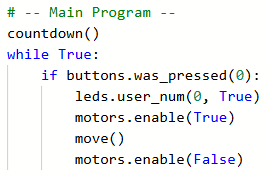 # -- Main Program --
countdown()
while True:
    if buttons.was_pressed(0):
        leds.user_num(0, True)
        motors.enable(True)
        move()
        motors.enable(False)